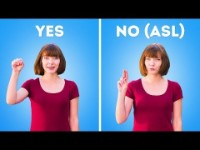 YES
NO (ASL)